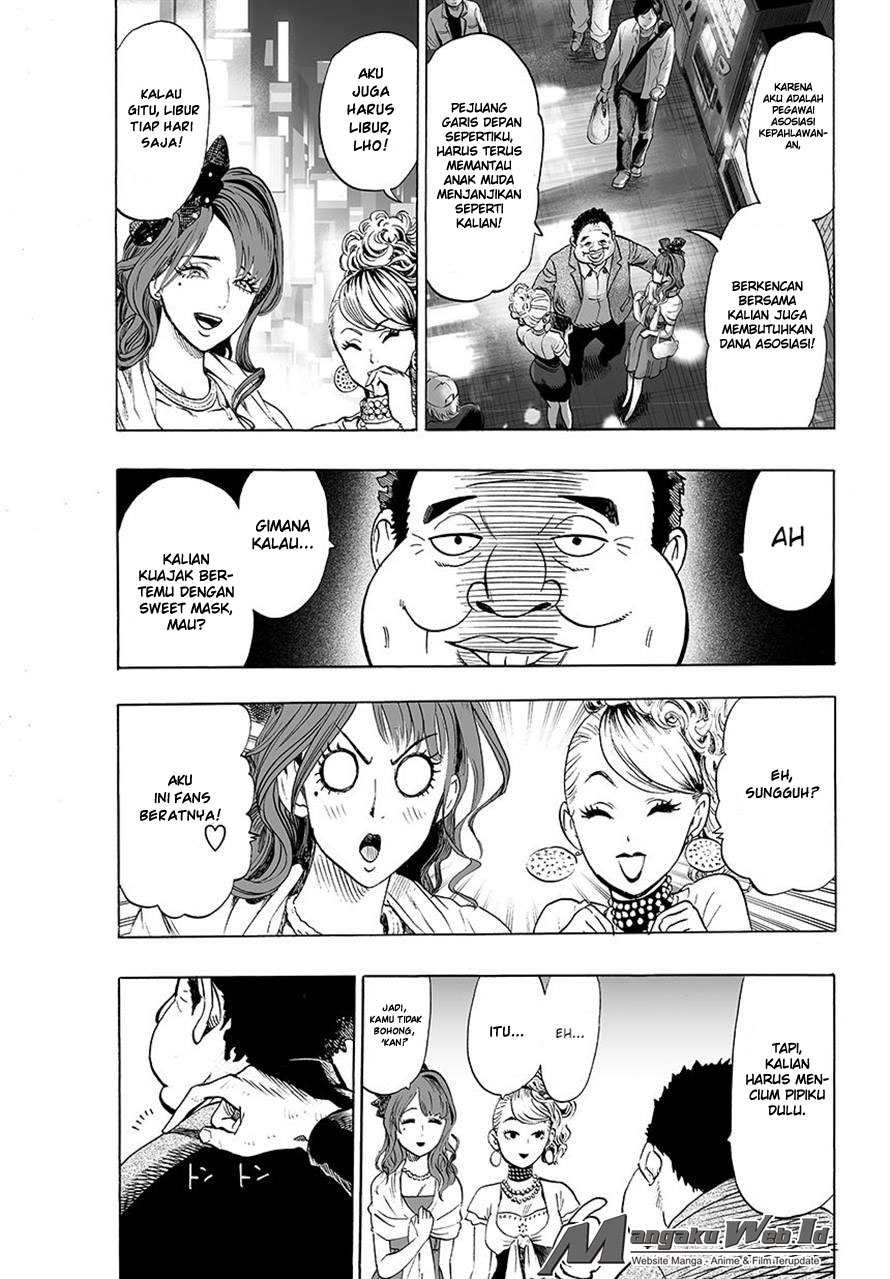 KARENA
AKU ADALAH
PEGAWAI
ASOSIASI
KEPAHLAWAN-
AN,
BERKENCAN
BERSAMA
KALIAN JUGA
MEMBUTUHKAN
DANA ASOSIASI!
PEJUANG
GARIS DEPAN
SEPERTIKU,
HARUS TERUS
MEMANTAU
ANAK MUDA
MENJANJIKAN
SEPERTI
KALIAN!
AKU
JUGA
HARUS
LIBUR,
LHO!
KALAU
GITU, LIBUR
TIAP HARI
SAJA!
AH
GIMANA
KALAU...
KALIAN
KUAJAK BER-
TEMU DENGAN
SWEET MASK,
MAU?
EH,
SUNGGUH?
AKU
INI FANS
BERATNYA!
♡
TAPI,
KALIAN
HARUS MEN-
CIUM PIPIKU
DULU.
EH...
ITU...
JADI,
KAMU TIDAK
BOHONG,
'KAN?
トン トン
MangakuWeb.Id
Website Manga - Anime & Film Terupdate